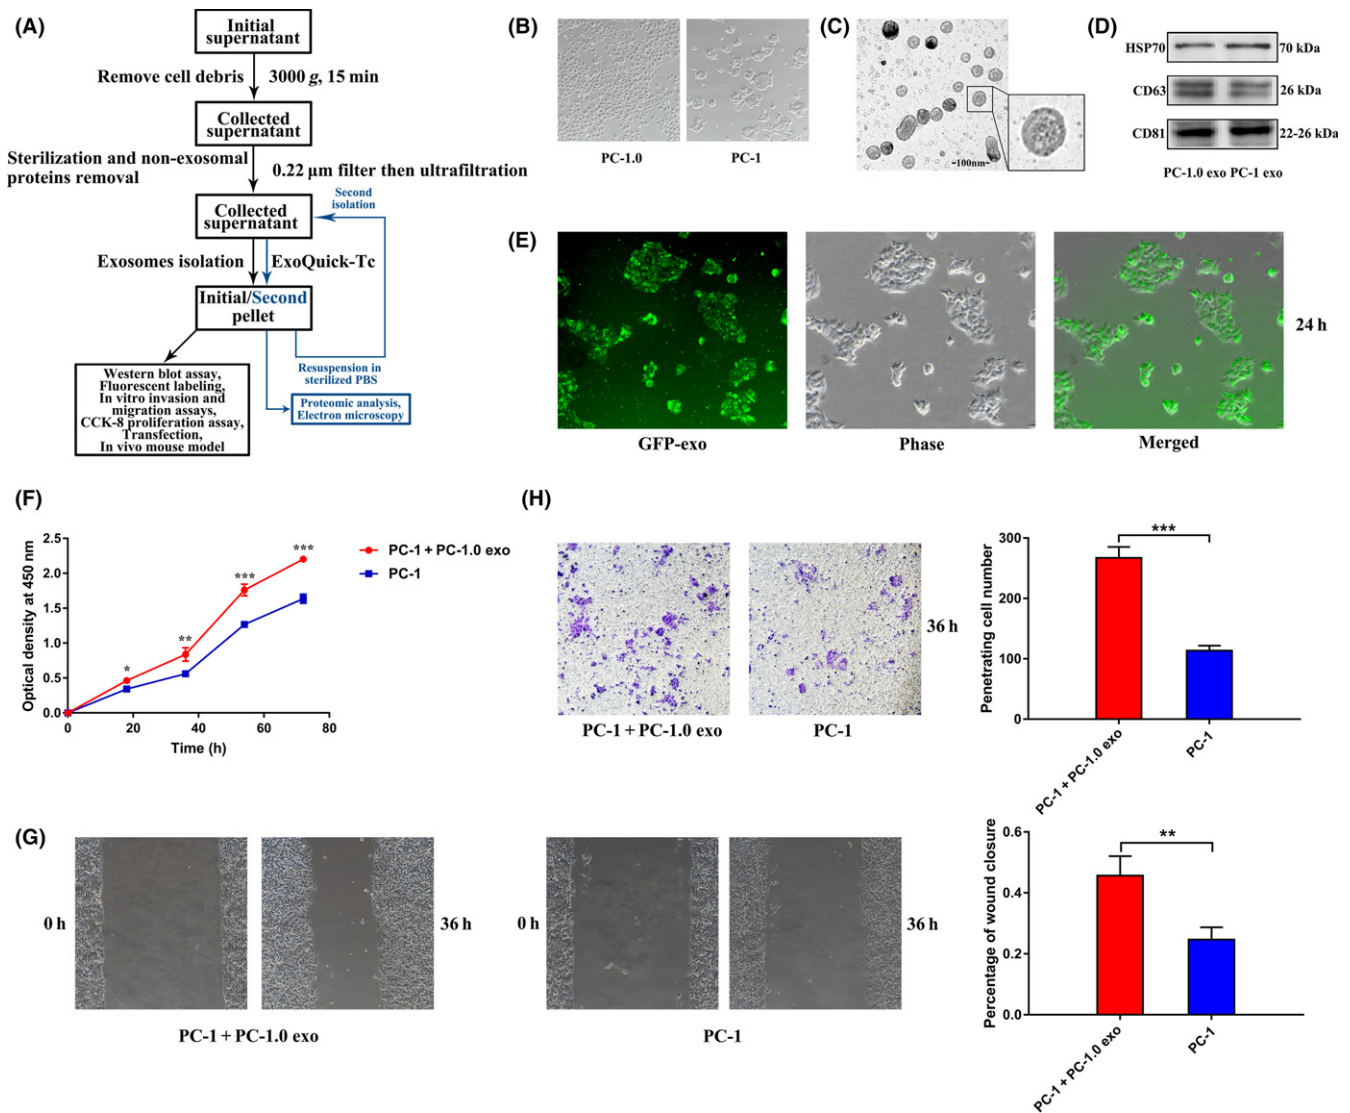 (A)
Initial
supernatant
Remove cell debris
3000 g, 15 min
Collected
supernatant
Sterilization and non-exosomal
proteins removal
0.22 µm filter then ultrafiltration
Second
isolation
Collected
supernatant
Exosomes isolation
ExoQuick-Tc
Initial/Second
pellet
Resuspension in
sterilized PBS
Western blot assay,
Fluorescent labeling,
In vitro invasion and
migration assays,
CCK-8 proliferation assay,
Transfection,
In vivo mouse model
Proteomic analysis,
Electron microscopy
(B)
PC-1.0
PC-1
(C)
-100nm-
(D)
HSP70
70 kDa
CD63
26 kDa
CD81
22-26 kDa
PC-1.0 exo PC-1 exo
(E)
24 h
GFP-exo
Phase
Merged
(F)
Optical density at 450 nm
2.5
2.0
1.5
1.0
0.5
0.0
*
**
***
***
0
20
40
60
80
Time (h)
PC-1 + PC-1.0 exo
PC-1
(H)
36 h
PC-1 + PC-1.0 exo
PC-1
Penetrating cell number
300
200
100
0
***
PC-1 + PC-1.0 exo
PC-1
(G)
0 h
36 h
PC-1 + PC-1.0 exo
0 h
36 h
PC-1
Percentage of wound closure
0.6
0.4
0.2
0.0
**
PC-1 + PC-1.0 exo
PC-1